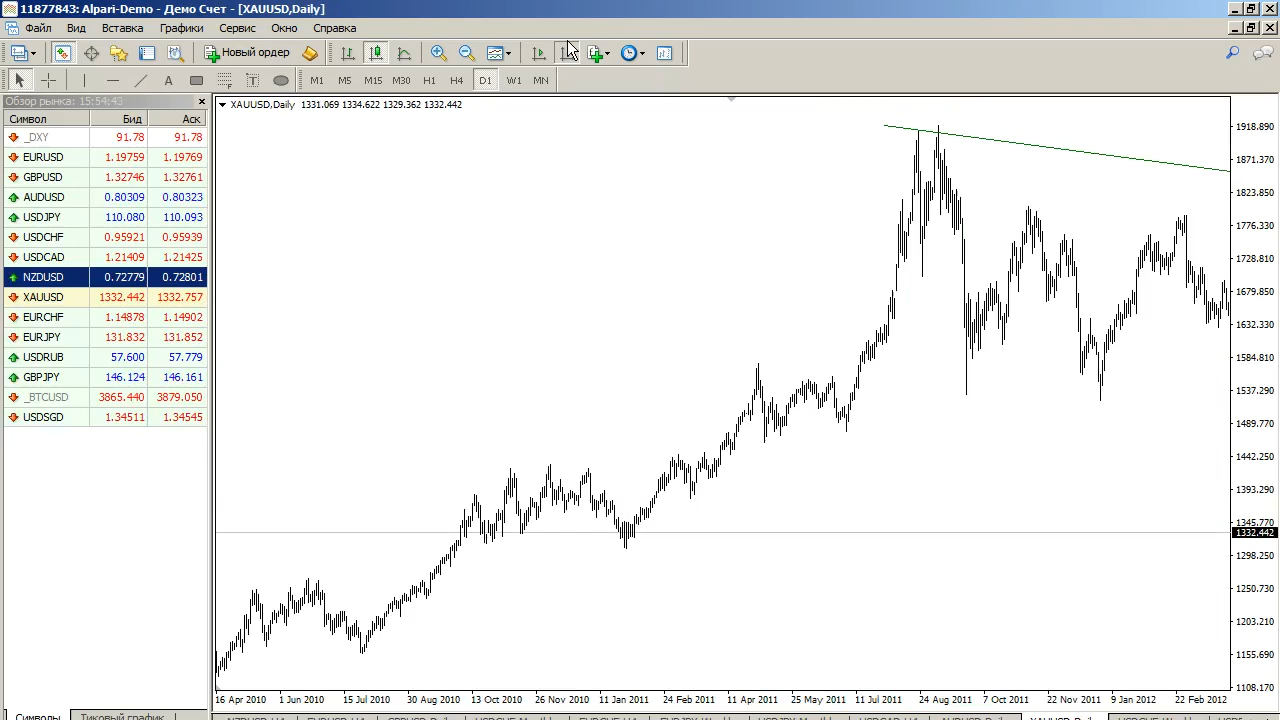 11877843: Alpari-Demo - Демо Счет - [XAUUSD,Daily]
Файл Вид Вставка Графики Сервис Окно Справка
Новый ордер
A T M1 M5 M15 M30 H1 H4 D1 W1 MN
Обзор рынка: 15:54:43
Символ Бид Аск
_DXY 91.78 91.78
EURUSD 1.19759 1.19769
GBPUSD 1.32746 1.32761
AUDUSD 0.80309 0.80323
USDJPY 110.080 110.093
USDCHF 0.95921 0.95939
USDCAD 1.21409 1.21425
NZDUSD 0.72779 0.72801
XAUUSD 1332.442 1332.757
EURCHF 1.14878 1.14902
EURJPY 131.832 131.852
USDRUB 57.600 57.779
GBPJPY 146.124 146.161
_BTCUSD 3865.440 3879.050
USDSGD 1.34511 1.34545
XAUUSD,Daily 1331.069 1334.622 1329.362 1332.442
1918.890
1871.370
1823.850
1776.330
1728.810
1679.850
1632.330
1584.810
1537.290
1489.770
1442.250
1393.290
1345.770
1332.442
1298.250
1250.730
1203.210
1155.690
1108.170
16 Apr 2010 1 Jun 2010 15 Jul 2010 30 Aug 2010 13 Oct 2010 26 Nov 2010 11 Jan 2011 24 Feb 2011 11 Apr 2011 25 May 2011 11 Jul 2011 24 Aug 2011 7 Oct 2011 22 Nov 2011 9 Jan 2012 22 Feb 2012
Символы Тиковый график